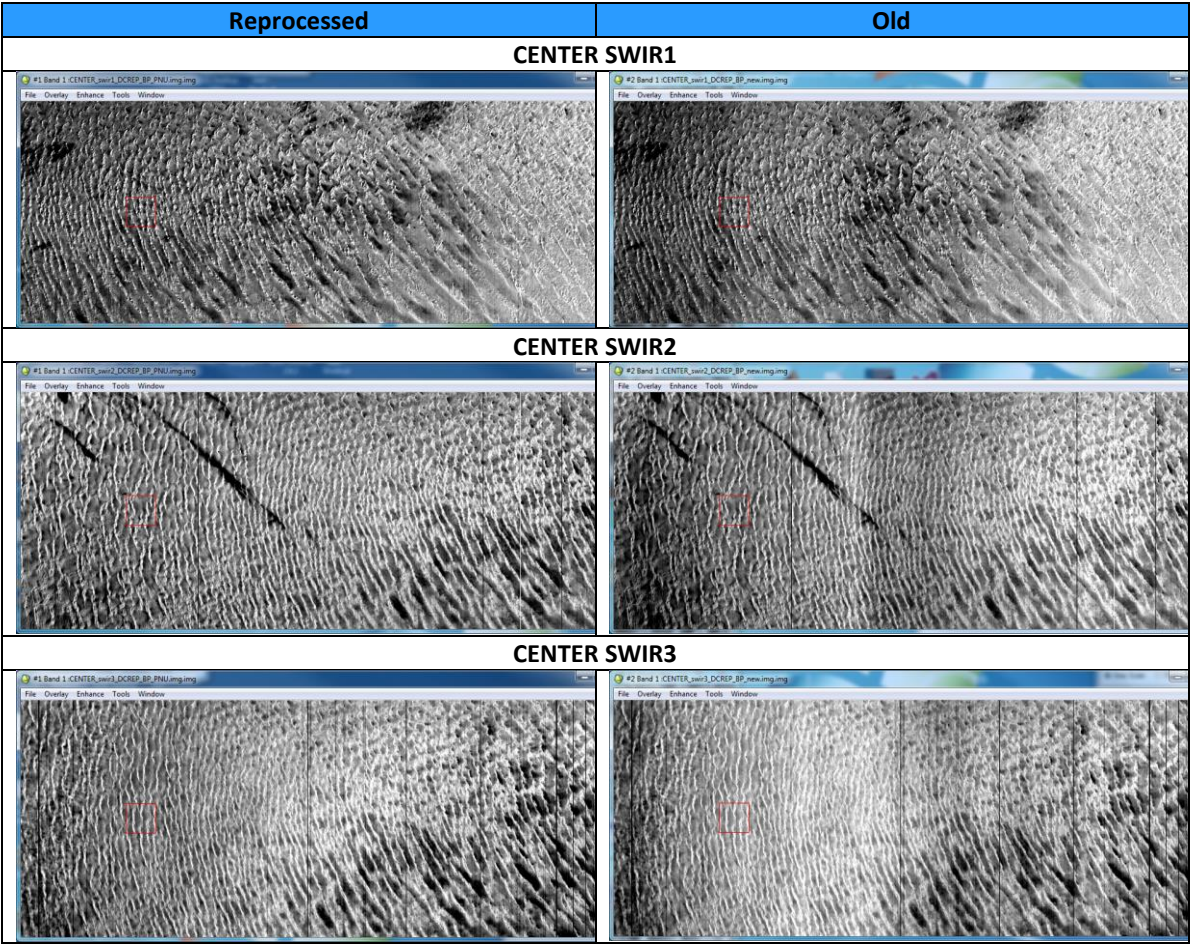 Reprocessed Old
CENTER SWIR1
#1 Band 1 :CENTER_swir1_DCREP_BP_PNU.img.img #2 Band 1 :CENTER_swir1_DCREP_BP_new.img.img
File Overlay Enhance Tools Window File Overlay Enhance Tools Window
CENTER SWIR2
#1 Band 1 :CENTER_swir2_DCREP_BP_PNU.img.img #2 Band 1 :CENTER_swir2_DCREP_BP_new.img.img
File Overlay Enhance Tools Window File Overlay Enhance Tools Window
CENTER SWIR3
#1 Band 1 :CENTER_swir3_DCREP_BP_PNU.img.img #2 Band 1 :CENTER_swir3_DCREP_BP_new.img.img
File Overlay Enhance Tools Window File Overlay Enhance Tools Window